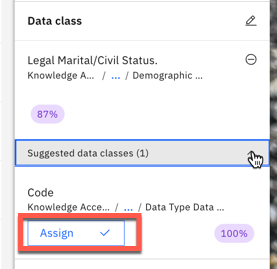 Data class
Legal Marital/Civil Status.
Knowledge A... / ... / Demographic ...
87%
Suggested data classes (1)
Code
Knowledge Acce... / ... / Data Type Data ...
Assign
100%